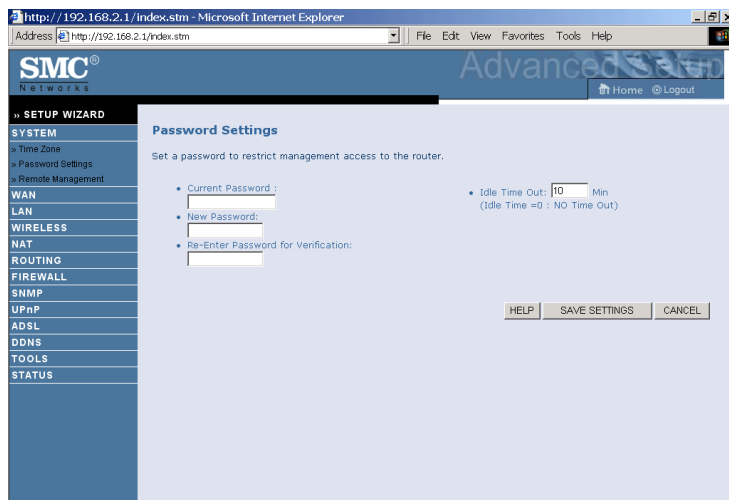 http://192.168.2.1/index.stm - Microsoft Internet Explorer
Address http://192.168.2.1/index.stm File Edit View Favorites Tools Help
SMC®
Networks
Advanced Setup
Home Logout
» SETUP WIZARD
SYSTEM
» Time Zone
» Password Settings
» Remote Management
WAN
LAN
WIRELESS
NAT
ROUTING
FIREWALL
SNMP
UPnP
ADSL
DDNS
TOOLS
STATUS
Password Settings
Set a password to restrict management access to the router.
• Current Password :
• New Password:
• Re-Enter Password for Verification:
• Idle Time Out: 10 Min
(Idle Time =0 : NO Time Out)
HELP SAVE SETTINGS CANCEL